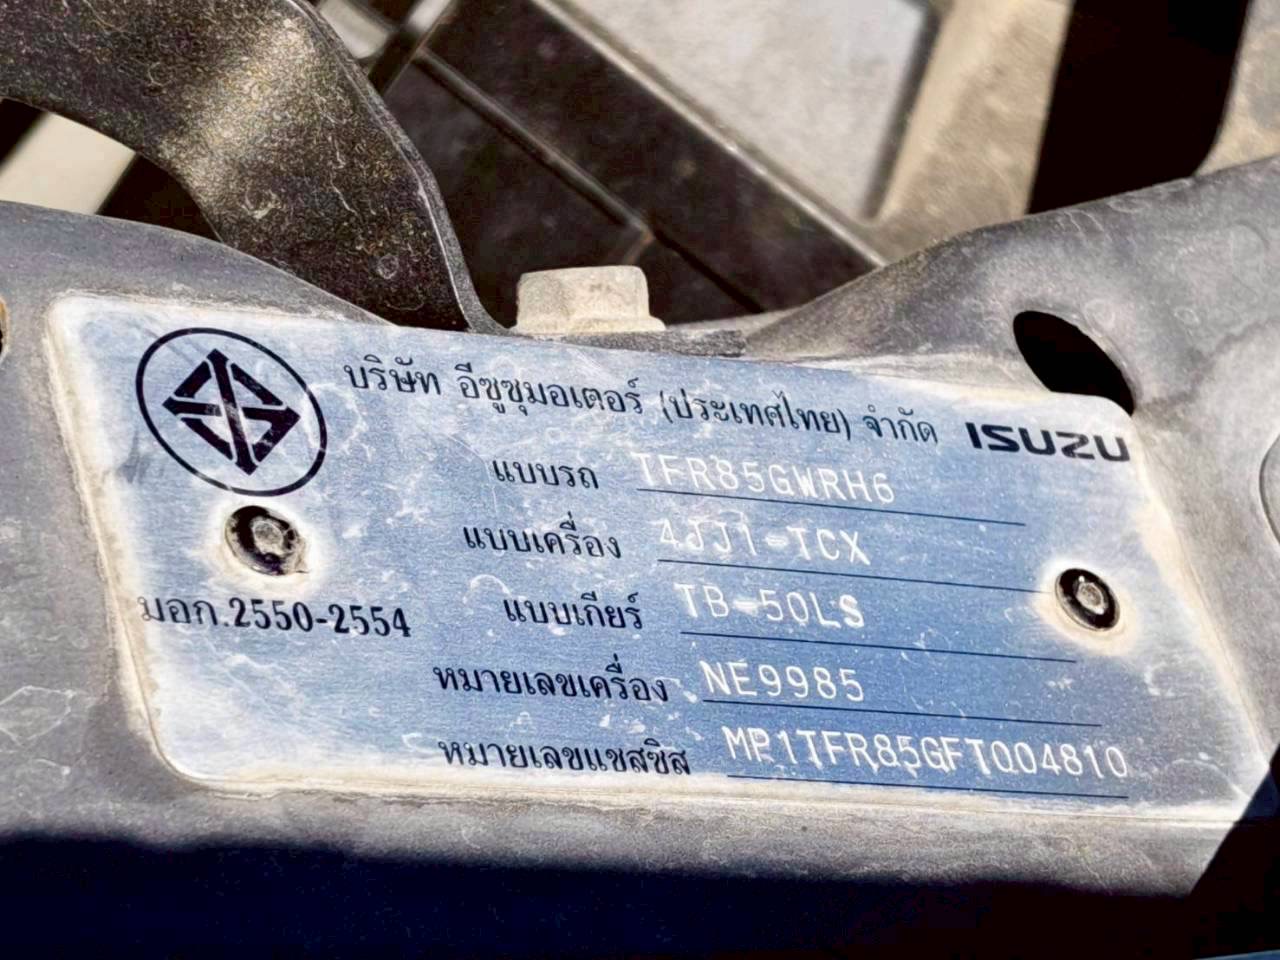 บริษัท อีซูซุมอเตอร์ (ประเทศไทย) จำกัด ISUZU
แบบรถ TFR85GWRH6
แบบเครื่อง 4JJ1-TCX
แบบเกียร์ TB-50LS
มอก.2550-2554
หมายเลขเครื่อง NE9985
หมายเลขแชสซิส MP1TFR85GFT004810